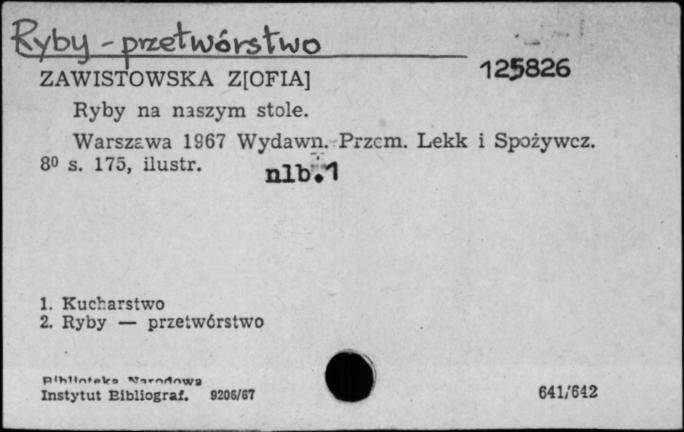 Ryby - przetwórstwo
125826
ZAWISTOWSKA Z[OFIA]
Ryby na naszym stole.
Warszawa 1967 Wydawn. Przem. Lekk i Spożywcz.
8⁰ s. 175, ilustr. nlb.1
1. Kucharstwo
2. Ryby — przetwórstwo
Biblioteka Narodowa
Instytut Bibliograf. 9206/67
641/642